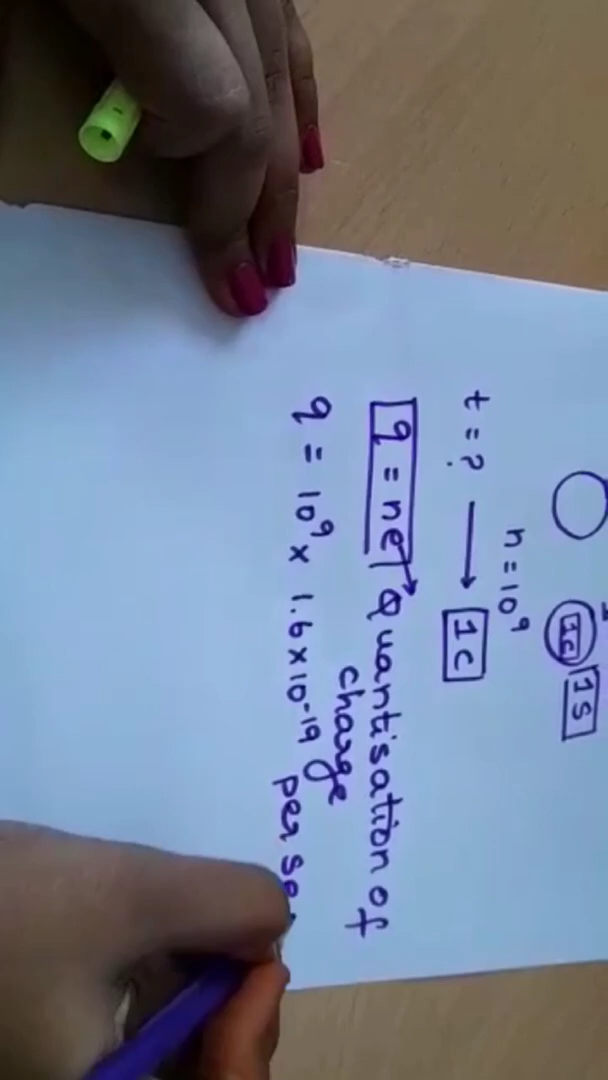 1C 1S
n = 10⁹
t = ? → 1C
q = ne → Quantisation of
charge
q = 10⁹ × 1.6 × 10⁻¹⁹ per se